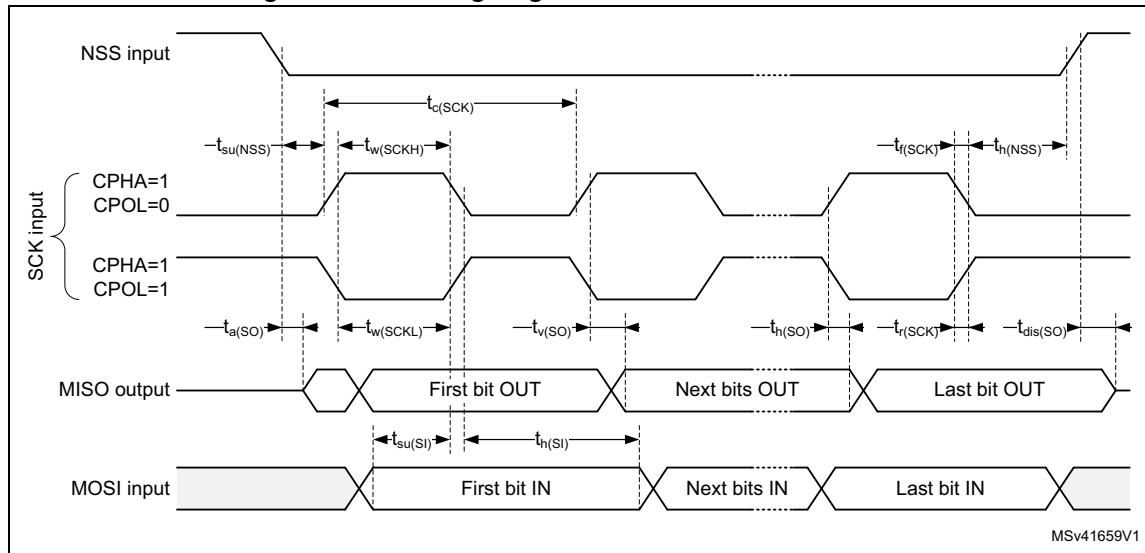 NSS input
tc(SCK)
tsu(NSS) tw(SCKH) tf(SCK) th(NSS)
SCK input
CPHA=1
CPOL=0
CPHA=1
CPOL=1
ta(SO) tw(SCKL) tv(SO) th(SO) tr(SCK) tdis(SO)
MISO output First bit OUT Next bits OUT Last bit OUT
tsu(SI) th(SI)
MOSI input First bit IN Next bits IN Last bit IN
MSv41659V1